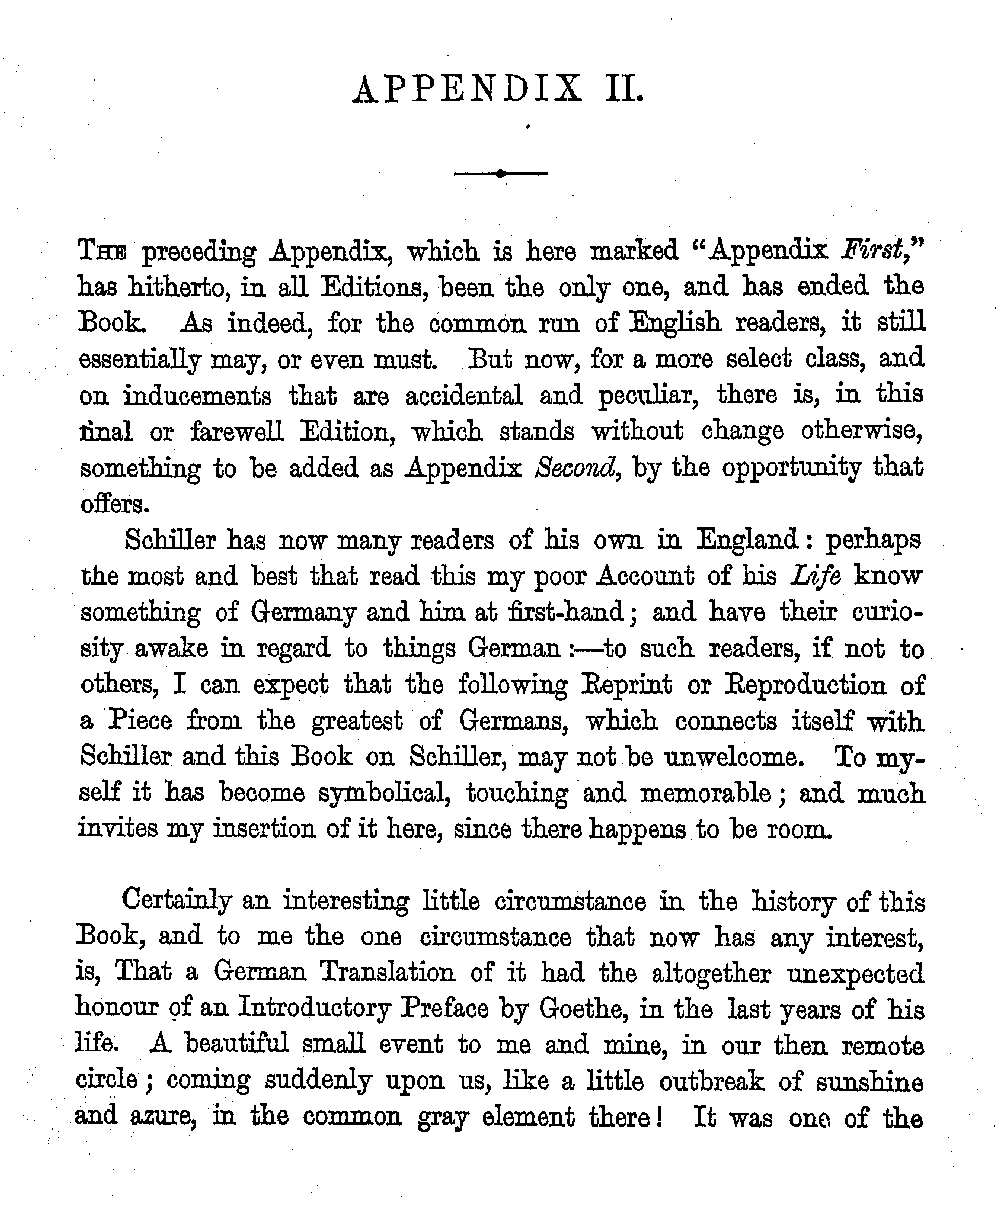 APPENDIX II.
THE preceding Appendix, which is here marked “Appendix First,”
has hitherto, in all Editions, been the only one, and has ended the
Book. As indeed, for the common run of English readers, it still
essentially may, or even must. But now, for a more select class, and
on inducements that are accidental and peculiar, there is, in this
final or farewell Edition, which stands without change otherwise,
something to be added as Appendix Second, by the opportunity that
offers.
Schiller has now many readers of his own in England: perhaps
the most and best that read this my poor Account of his Life know
something of Germany and him at first-hand; and have their curio-
sity awake in regard to things German:—to such readers, if not to
others, I can expect that the following Reprint or Reproduction of
a Piece from the greatest of Germans, which connects itself with
Schiller and this Book on Schiller, may not be unwelcome. To my-
self it has become symbolical, touching and memorable; and much
invites my insertion of it here, since there happens to be room.
Certainly an interesting little circumstance in the history of this
Book, and to me the one circumstance that now has any interest,
is, That a German Translation of it had the altogether unexpected
honour of an Introductory Preface by Goethe, in the last years of his
life. A beautiful small event to me and mine, in our then remote
circle; coming suddenly upon us, like a little outbreak of sunshine
and azure, in the common gray element there! It was one of the